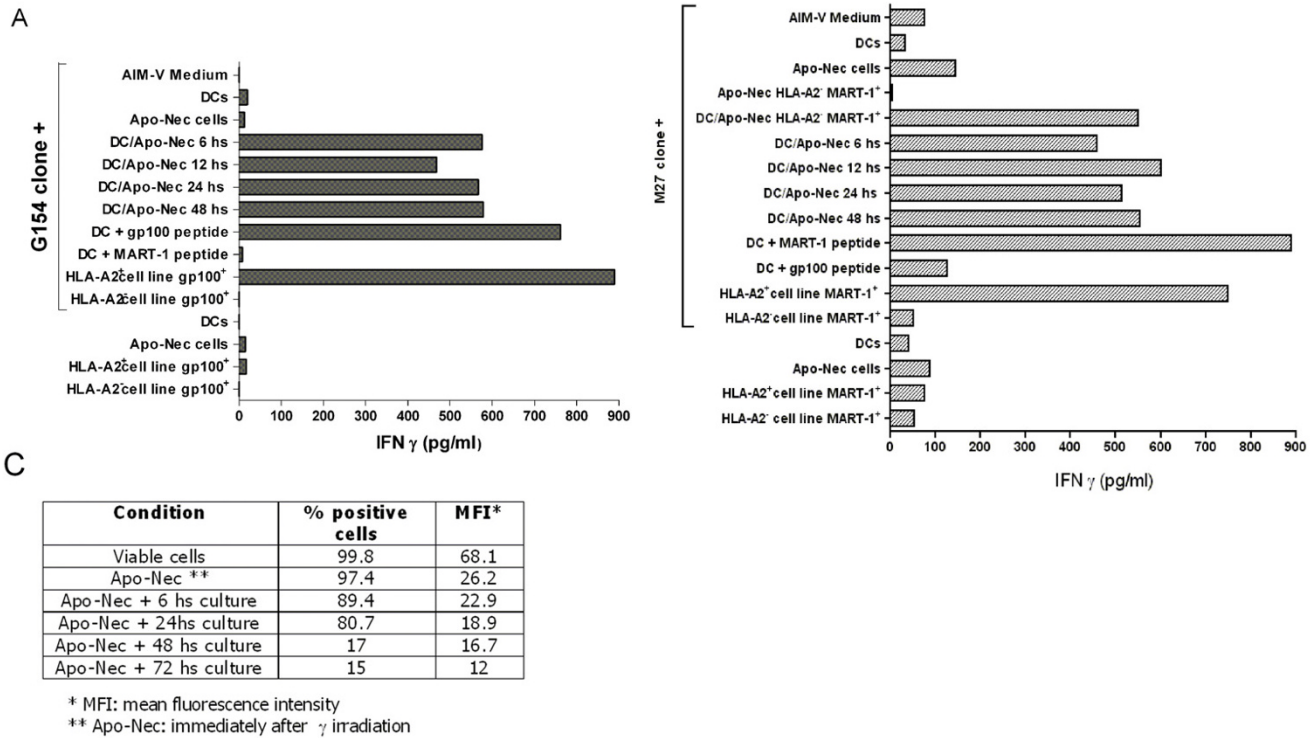 A
G154 clone +
AIM-V Medium
DCs
Apo-Nec cells
DC/Apo-Nec 6 hs
DC/Apo-Nec 12 hs
DC/Apo-Nec 24 hs
DC/Apo-Nec 48 hs
DC + gp100 peptide
DC + MART-1 peptide
HLA-A2⁺cell line gp100⁺
HLA-A2⁻cell line gp100⁺
DCs
Apo-Nec cells
HLA-A2⁺cell line gp100⁺
HLA-A2⁻cell line gp100⁺
0 100 200 300 400 500 600 700 800 900
IFN γ (pg/ml)
M27 clone +
AIM-V Medium
DCs
Apo-Nec cells
Apo-Nec HLA-A2⁻ MART-1⁺
DC/Apo-Nec HLA-A2⁻ MART-1⁺
DC/Apo-Nec 6 hs
DC/Apo-Nec 12 hs
DC/Apo-Nec 24 hs
DC/Apo-Nec 48 hs
DC + MART-1 peptide
DC + gp100 peptide
HLA-A2⁺cell line MART-1⁺
HLA-A2⁻cell line MART-1⁺
DCs
Apo-Nec cells
HLA-A2⁺cell line MART-1⁺
HLA-A2⁻ cell line MART-1⁺
0 100 200 300 400 500 600 700 800 900
IFN γ (pg/ml)
C
Condition % positive MFI*
cells
Viable cells 99.8 68.1
Apo-Nec ** 97.4 26.2
Apo-Nec + 6 hs culture 89.4 22.9
Apo-Nec + 24hs culture 80.7 18.9
Apo-Nec + 48 hs culture 17 16.7
Apo-Nec + 72 hs culture 15 12
* MFI: mean fluorescence intensity
** Apo-Nec: immediately after γ irradiation